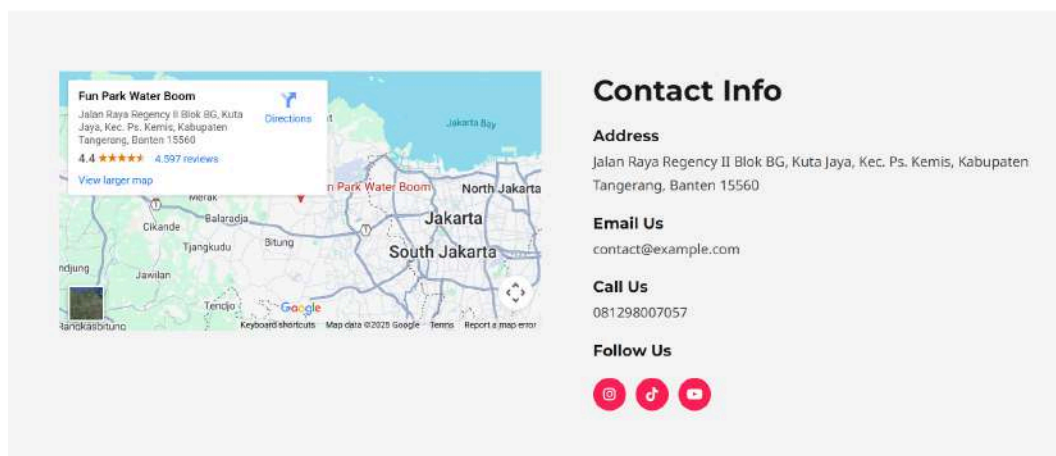 Fun Park Water Boom
Jalan Raya Regency II Blok BG, Kuta
Jaya, Kec. Ps. Kemis, Kabupaten
Tangerang, Banten 15560
4.4
4.597 reviews
View larger map
Directions
Jakarta Bay
n Park Water Boom
North Jakarta
Merak
Cikande
Balaradja
Jakarta
Tjangkudu
Bitung
South Jakarta
ndjung
Jawilan
Tendjo
Google
Rangkasbitung
Keyboard shortcuts
Map data ©2025 Google
Terms
Report a map error
Contact Info
Address
Jalan Raya Regency II Blok BG, Kuta Jaya, Kec. Ps. Kemis, Kabupaten
Tangerang, Banten 15560
Email Us
contact@example.com
Call Us
081298007057
Follow Us